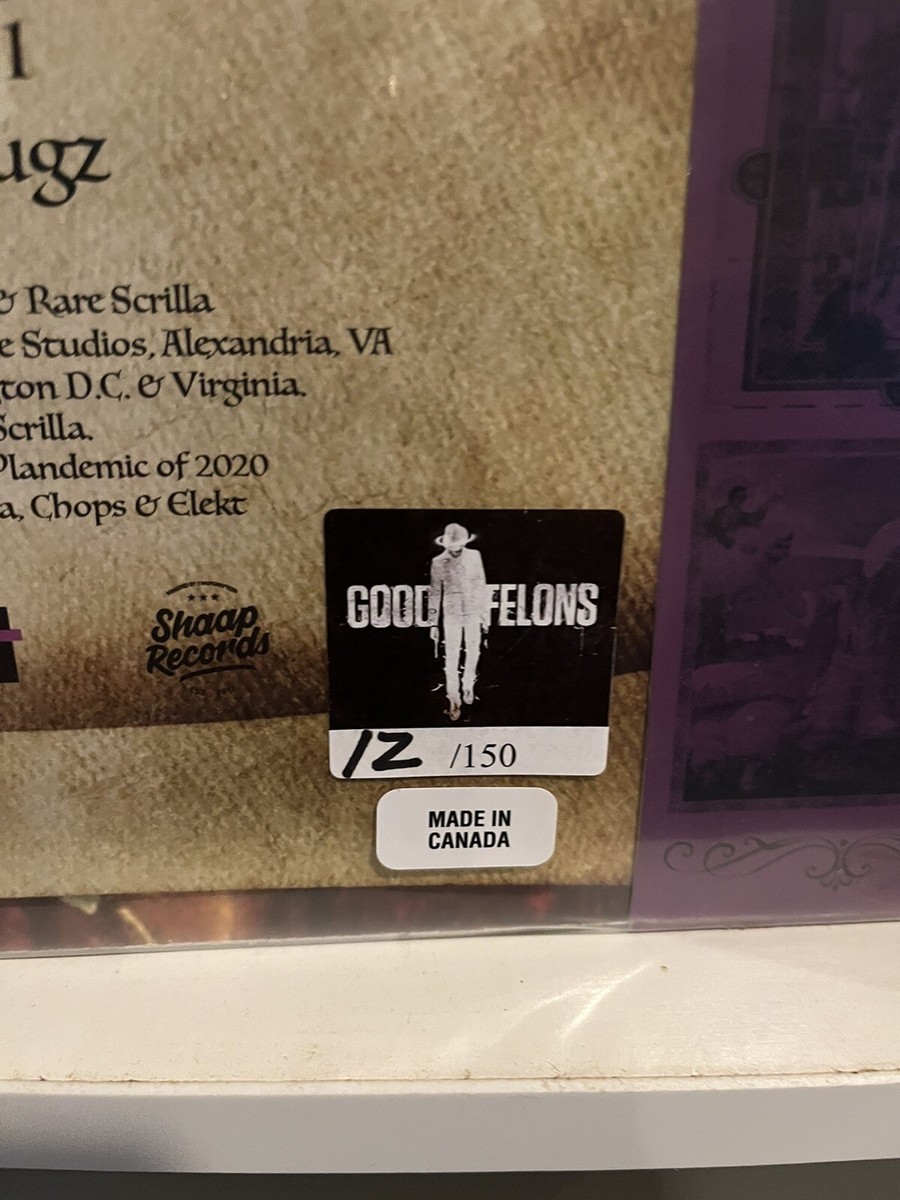 1
ugz
& Rare Scrilla
e Studios, Alexandria, VA
ton D.C. & Virginia.
Scrilla.
Plandemic of 2020
a, Chops & Elekt
Shaap
Records
GOOD FELONS
12 /150
MADE IN
CANADA